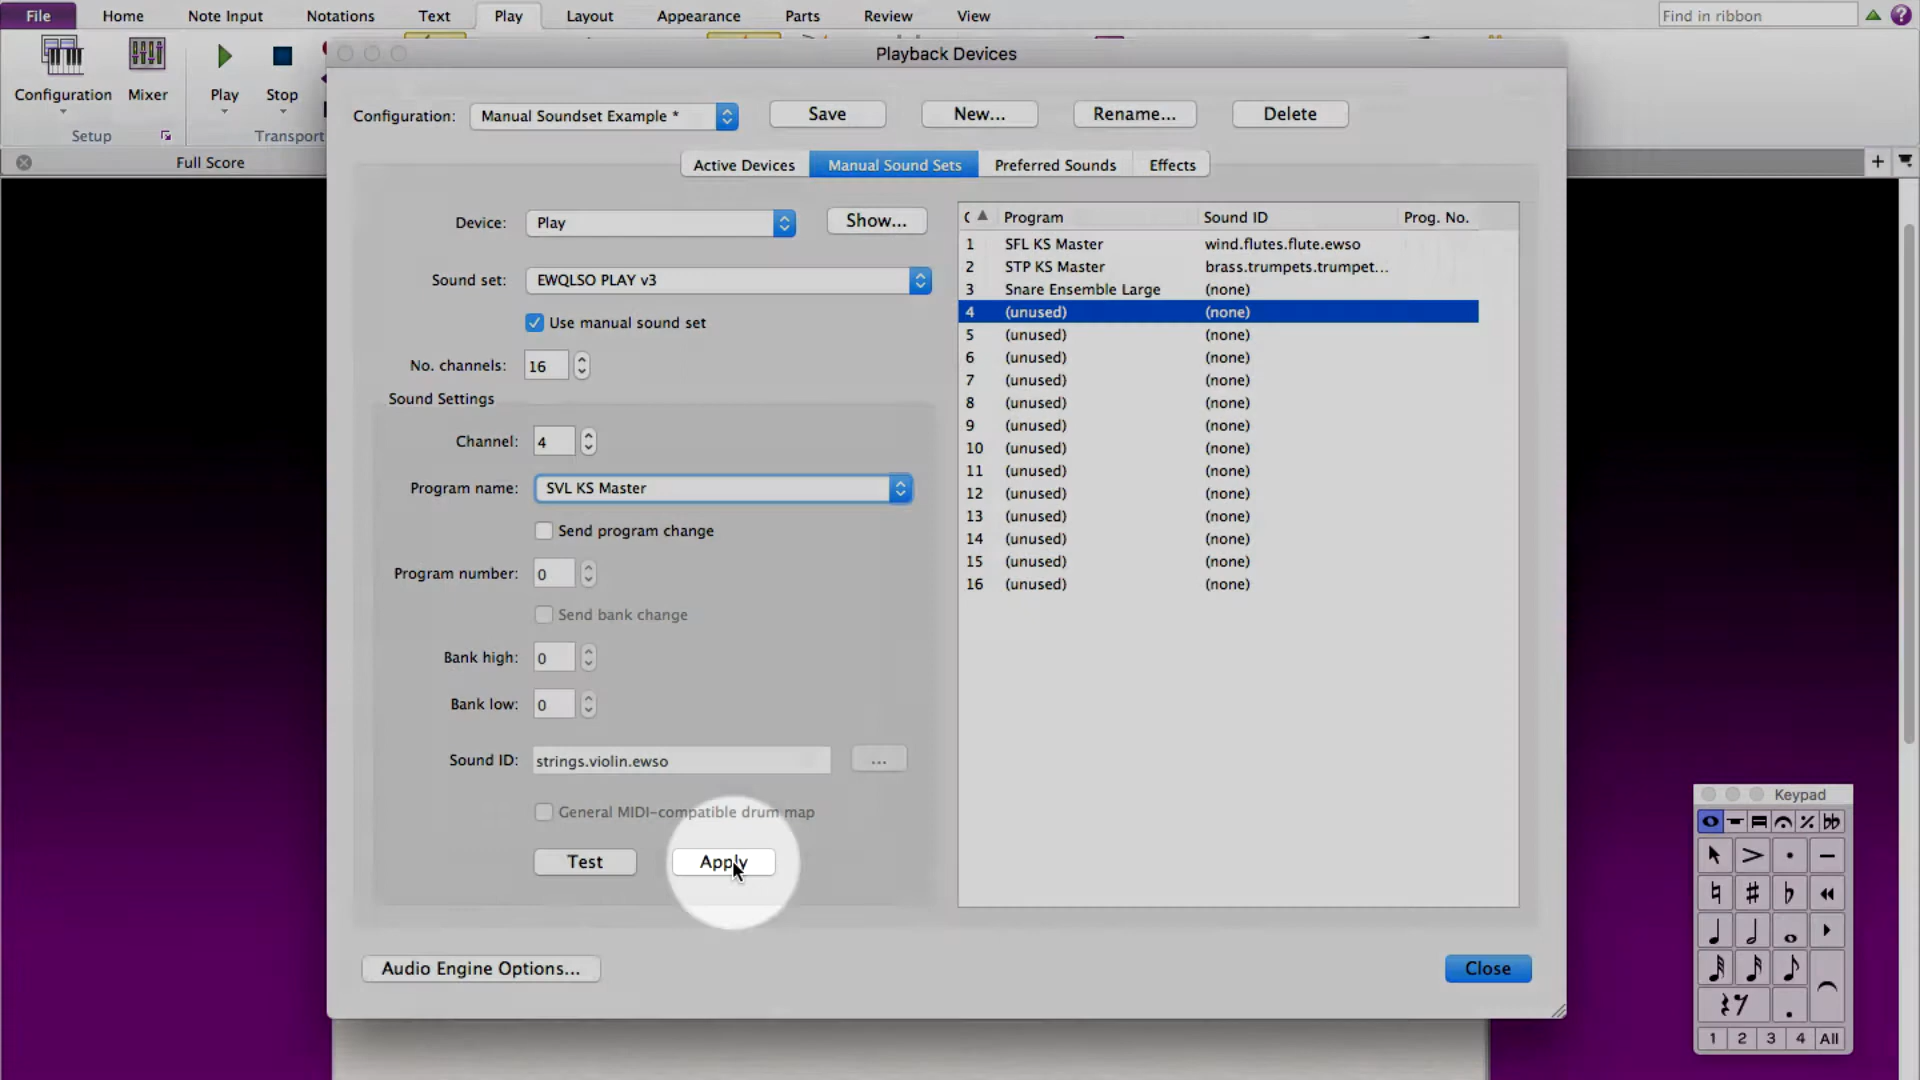 File Home Note Input Notations Text Play Layout Appearance Parts Review View Find in ribbon ?
Configuration Mixer Play Stop
Setup Transport
Full Score
Playback Devices
Configuration: Manual Soundset Example * Save New... Rename... Delete
Active Devices Manual Sound Sets Preferred Sounds Effects
Device: Play Show...
Sound set: EWQLSO PLAY v3
Use manual sound set
No. channels: 16
Sound Settings
Channel: 4
Program name: SVL KS Master
Send program change
Program number: 0
Send bank change
Bank high: 0
Bank low: 0
Sound ID: strings.violin.ewso ...
General MIDI-compatible drum map
Test Apply
Audio Engine Options...
Program Sound ID Prog. No.
1 SFL KS Master wind.flutes.flute.ewso
2 STP KS Master brass.trumpets.trumpet...
3 Snare Ensemble Large (none)
4 (unused) (none)
5 (unused) (none)
6 (unused) (none)
7 (unused) (none)
8 (unused) (none)
9 (unused) (none)
10 (unused) (none)
11 (unused) (none)
12 (unused) (none)
13 (unused) (none)
14 (unused) (none)
15 (unused) (none)
16 (unused) (none)
Close
Keypad
1 2 3 4 All